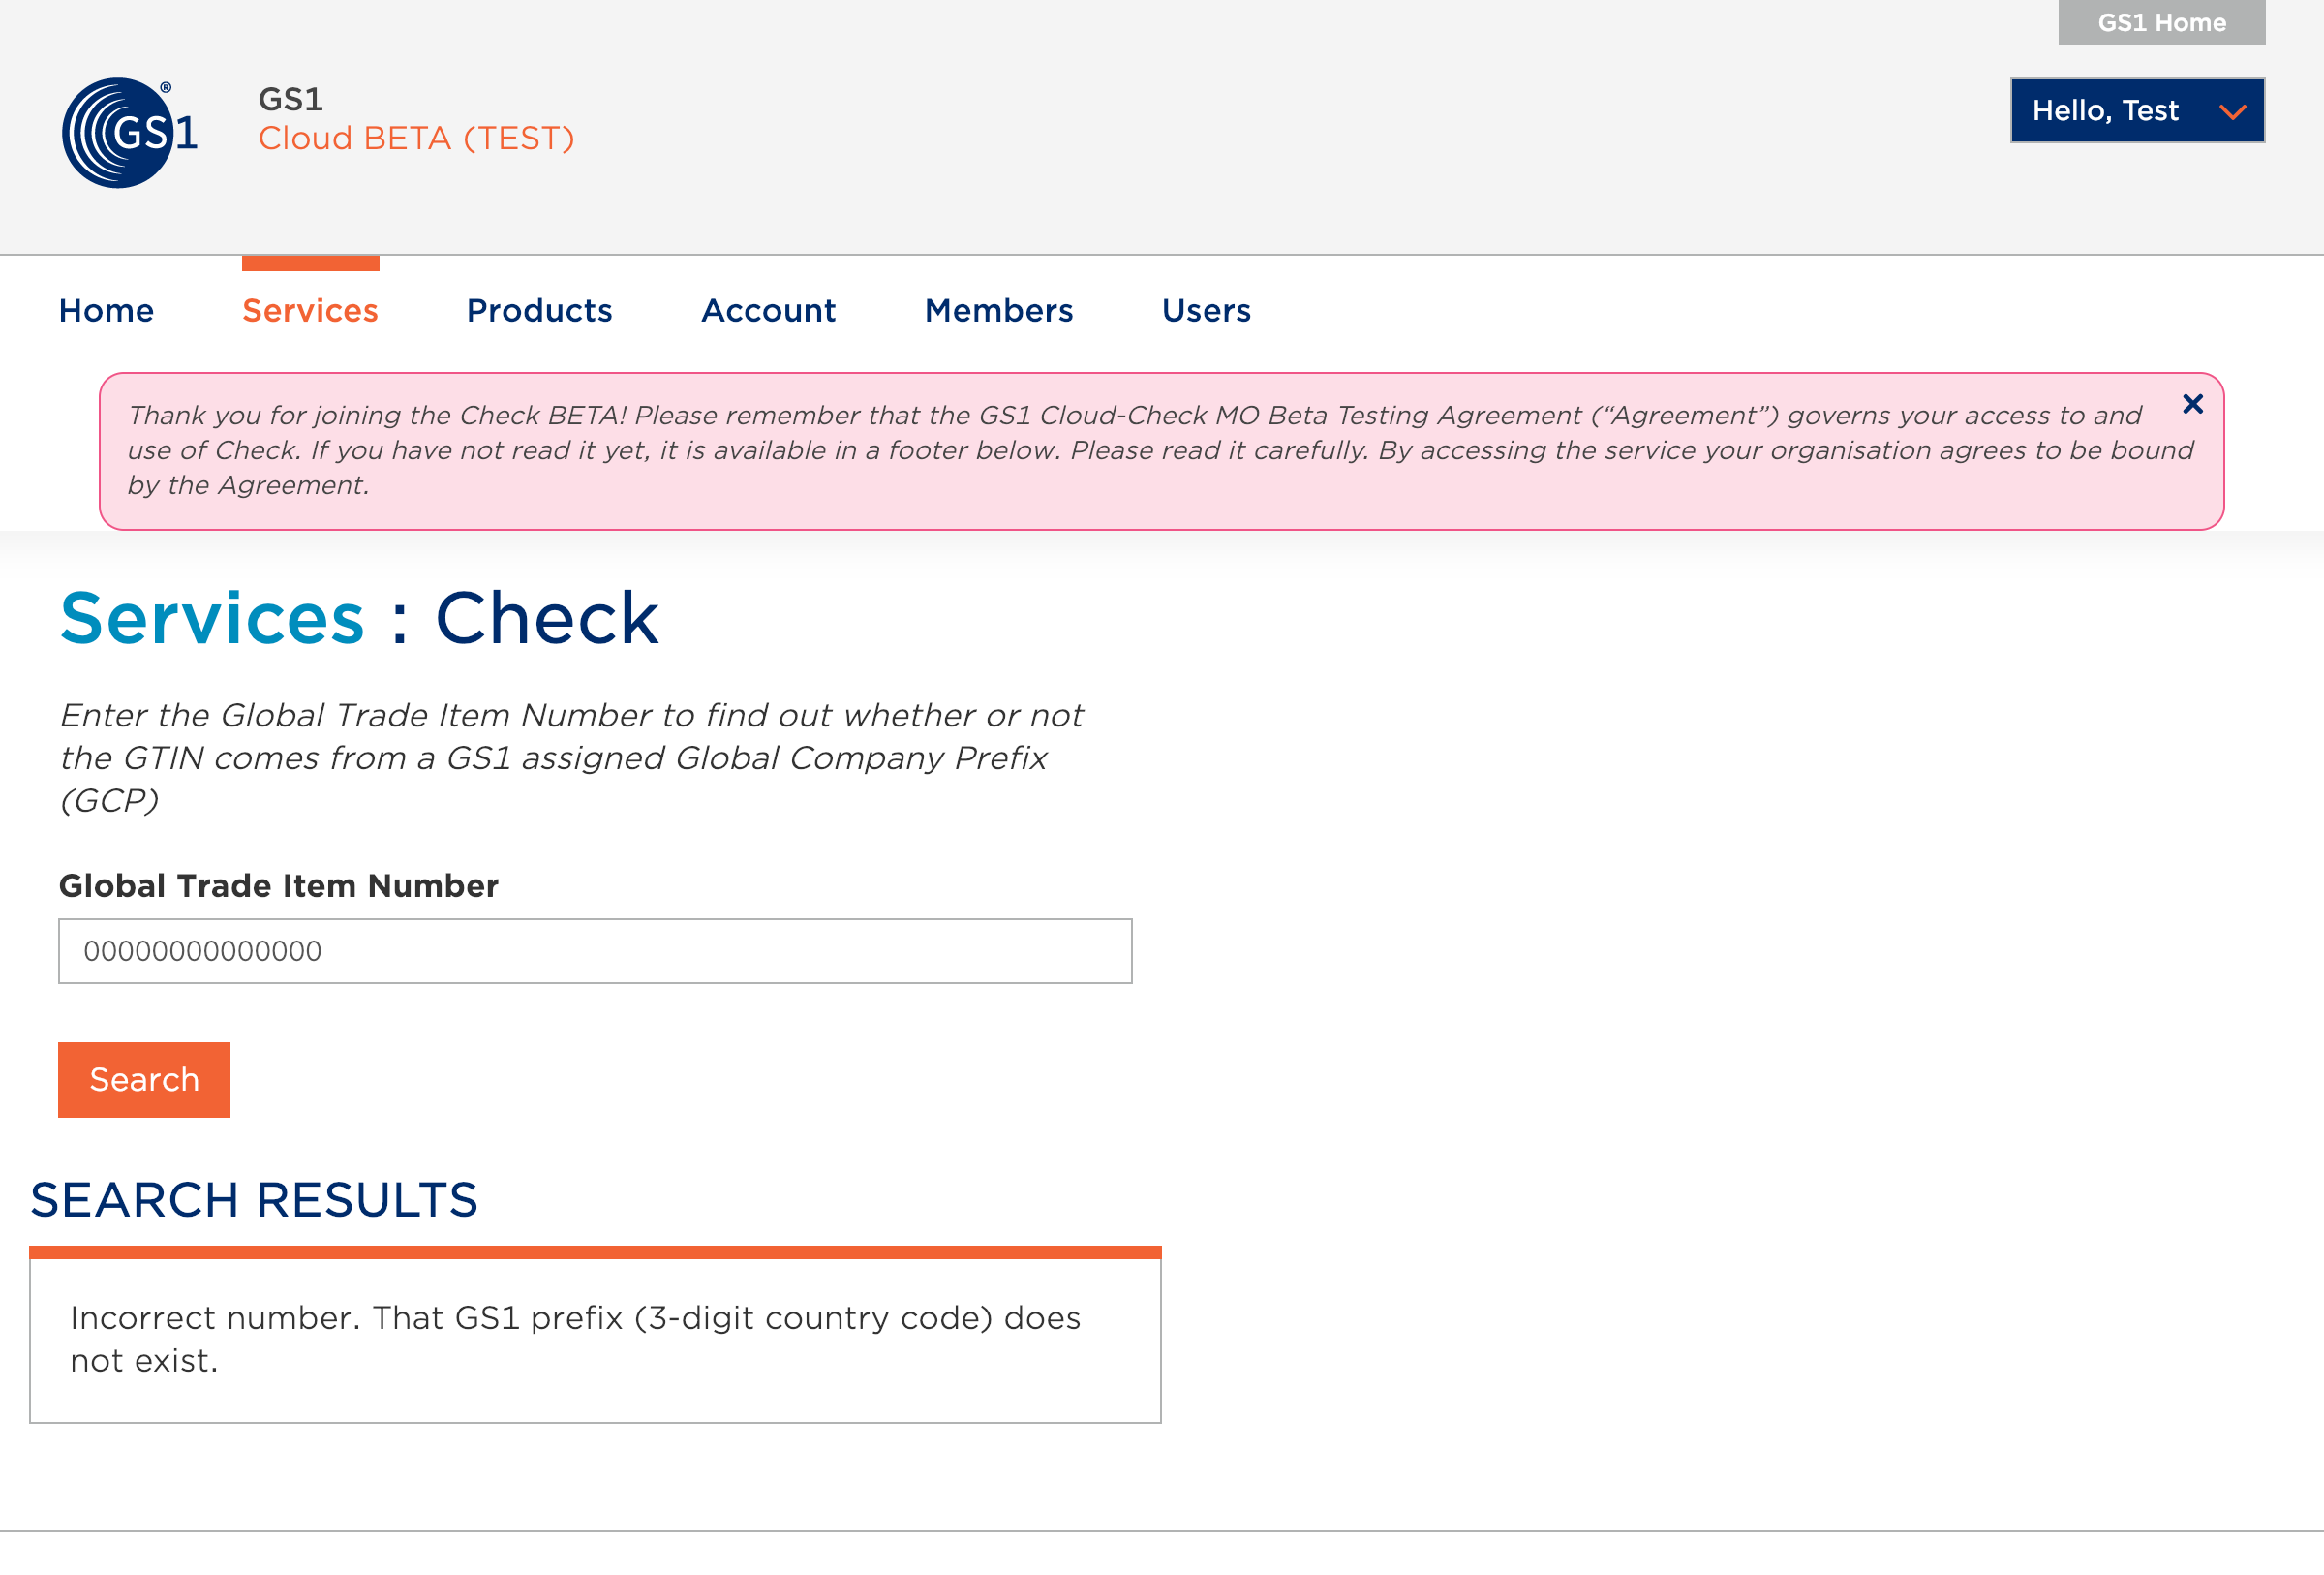 GS1 Home
GS1®
GS1
Cloud BETA (TEST)
Hello, Test
Home Services Products Account Members Users
Thank you for joining the Check BETA! Please remember that the GS1 Cloud-Check MO Beta Testing Agreement (“Agreement”) governs your access to and
use of Check. If you have not read it yet, it is available in a footer below. Please read it carefully. By accessing the service your organisation agrees to be bound
by the Agreement.
Services : Check
Enter the Global Trade Item Number to find out whether or not
the GTIN comes from a GS1 assigned Global Company Prefix
(GCP)
Global Trade Item Number
00000000000000
Search
SEARCH RESULTS
Incorrect number. That GS1 prefix (3-digit country code) does
not exist.